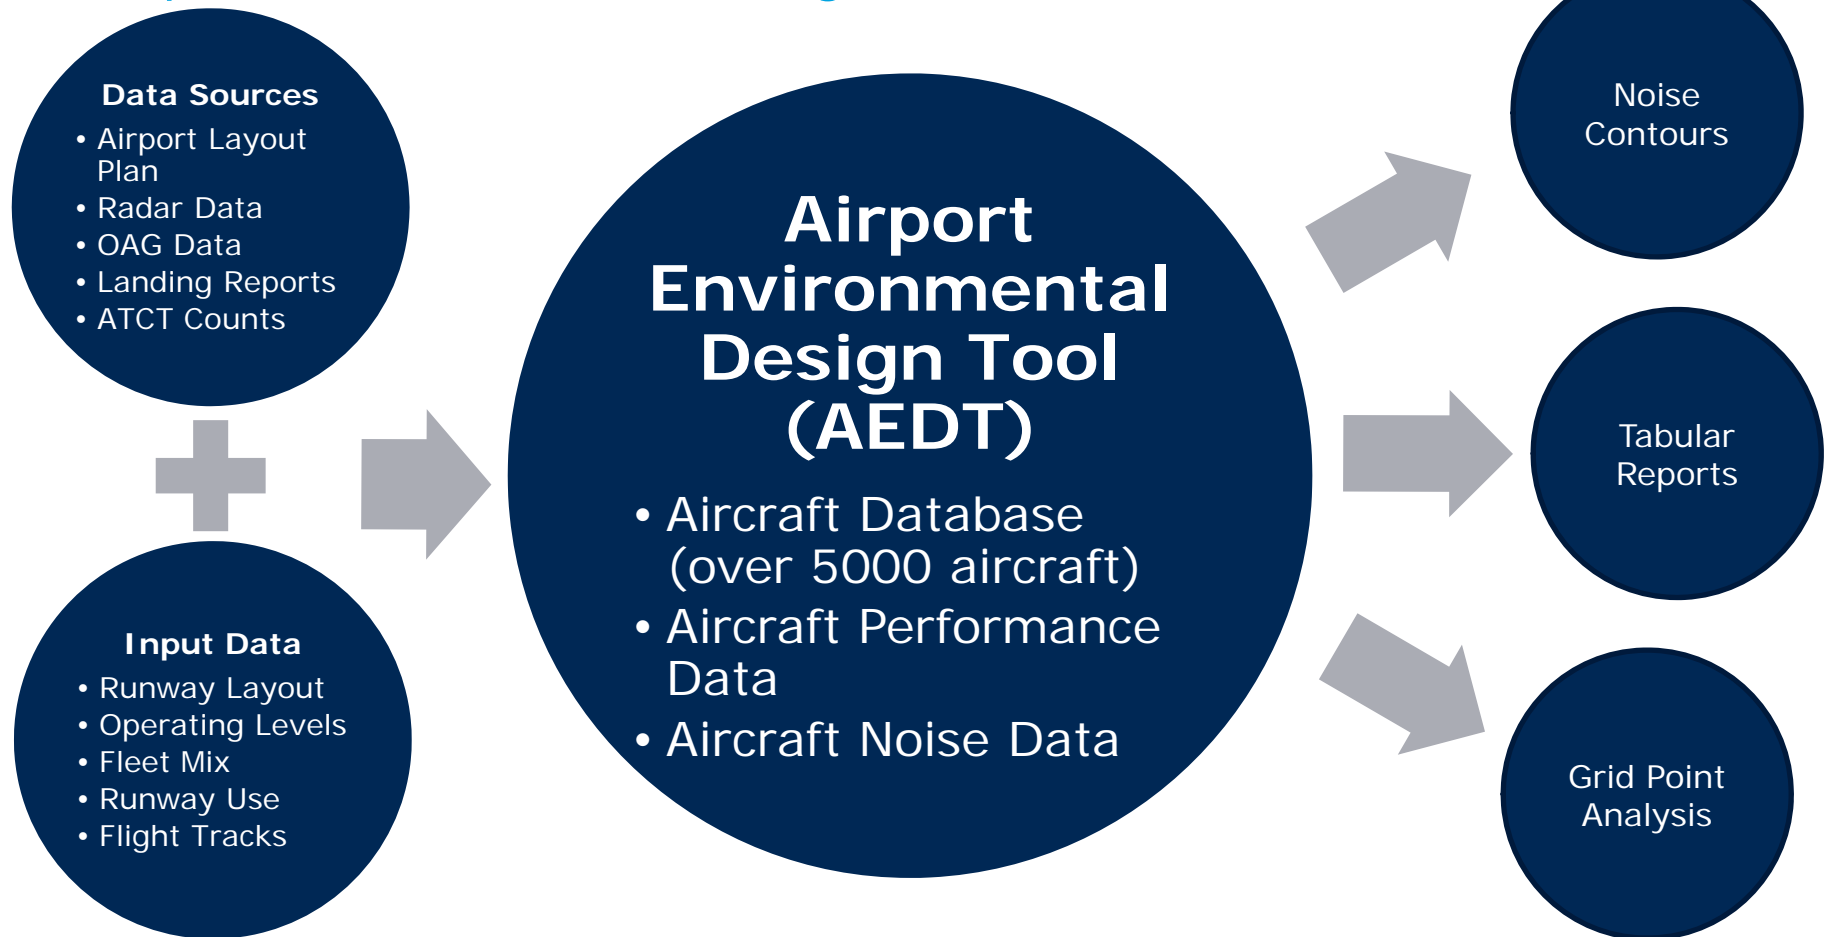 Data Sources
• Airport Layout
Plan
• Radar Data
• OAG Data
• Landing Reports
• ATCT Counts
Input Data
• Runway Layout
• Operating Levels
• Fleet Mix
• Runway Use
• Flight Tracks
Airport
Environmental
Design Tool
(AEDT)
• Aircraft Database
(over 5000 aircraft)
• Aircraft Performance
Data
• Aircraft Noise Data
Noise
Contours
Tabular
Reports
Grid Point
Analysis